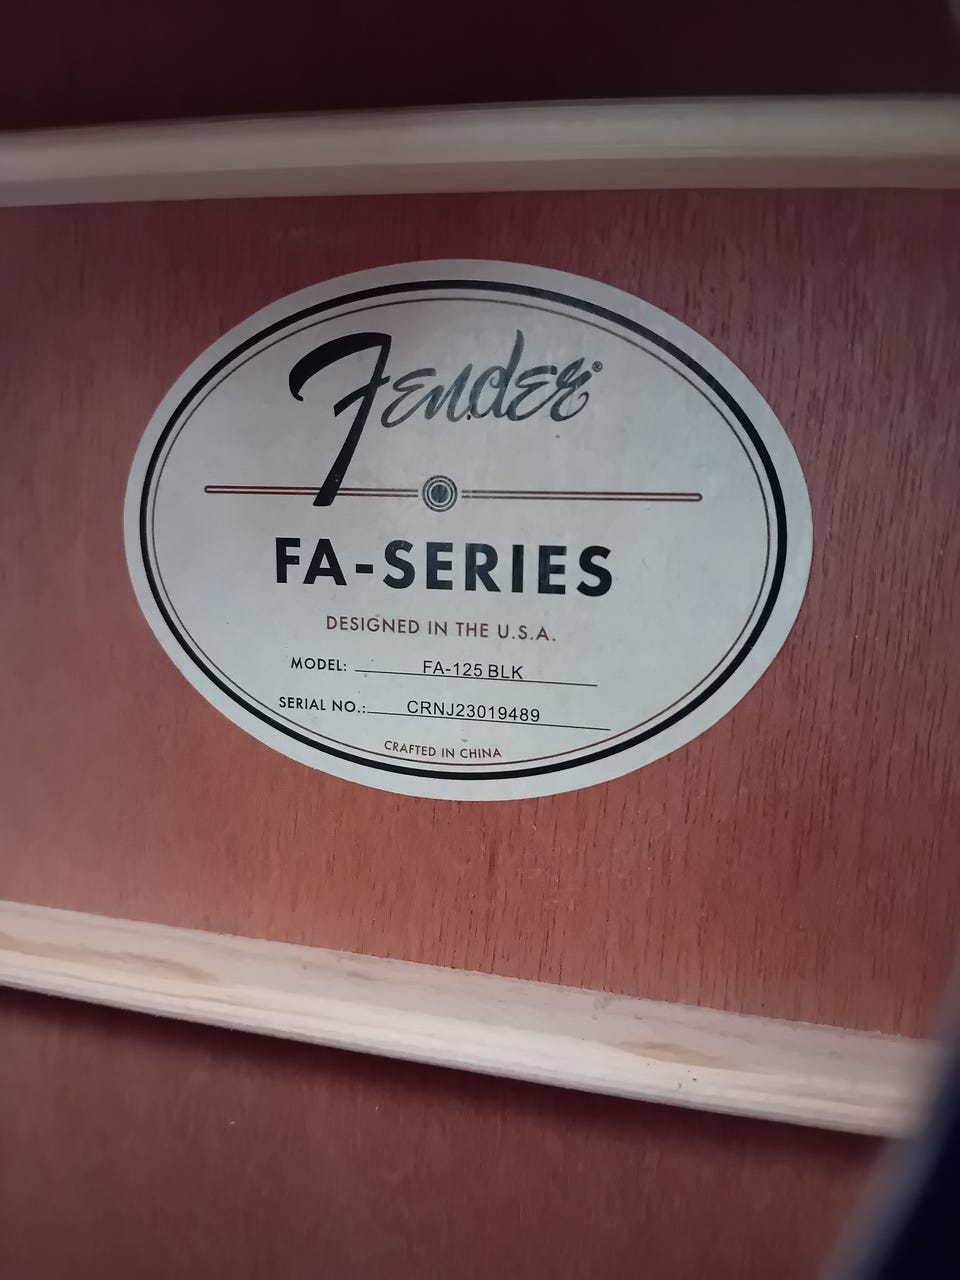 Fender®
FA-SERIES
DESIGNED IN THE U.S.A.
MODEL: FA-125 BLK
SERIAL NO.: CRNJ23019489
CRAFTED IN CHINA